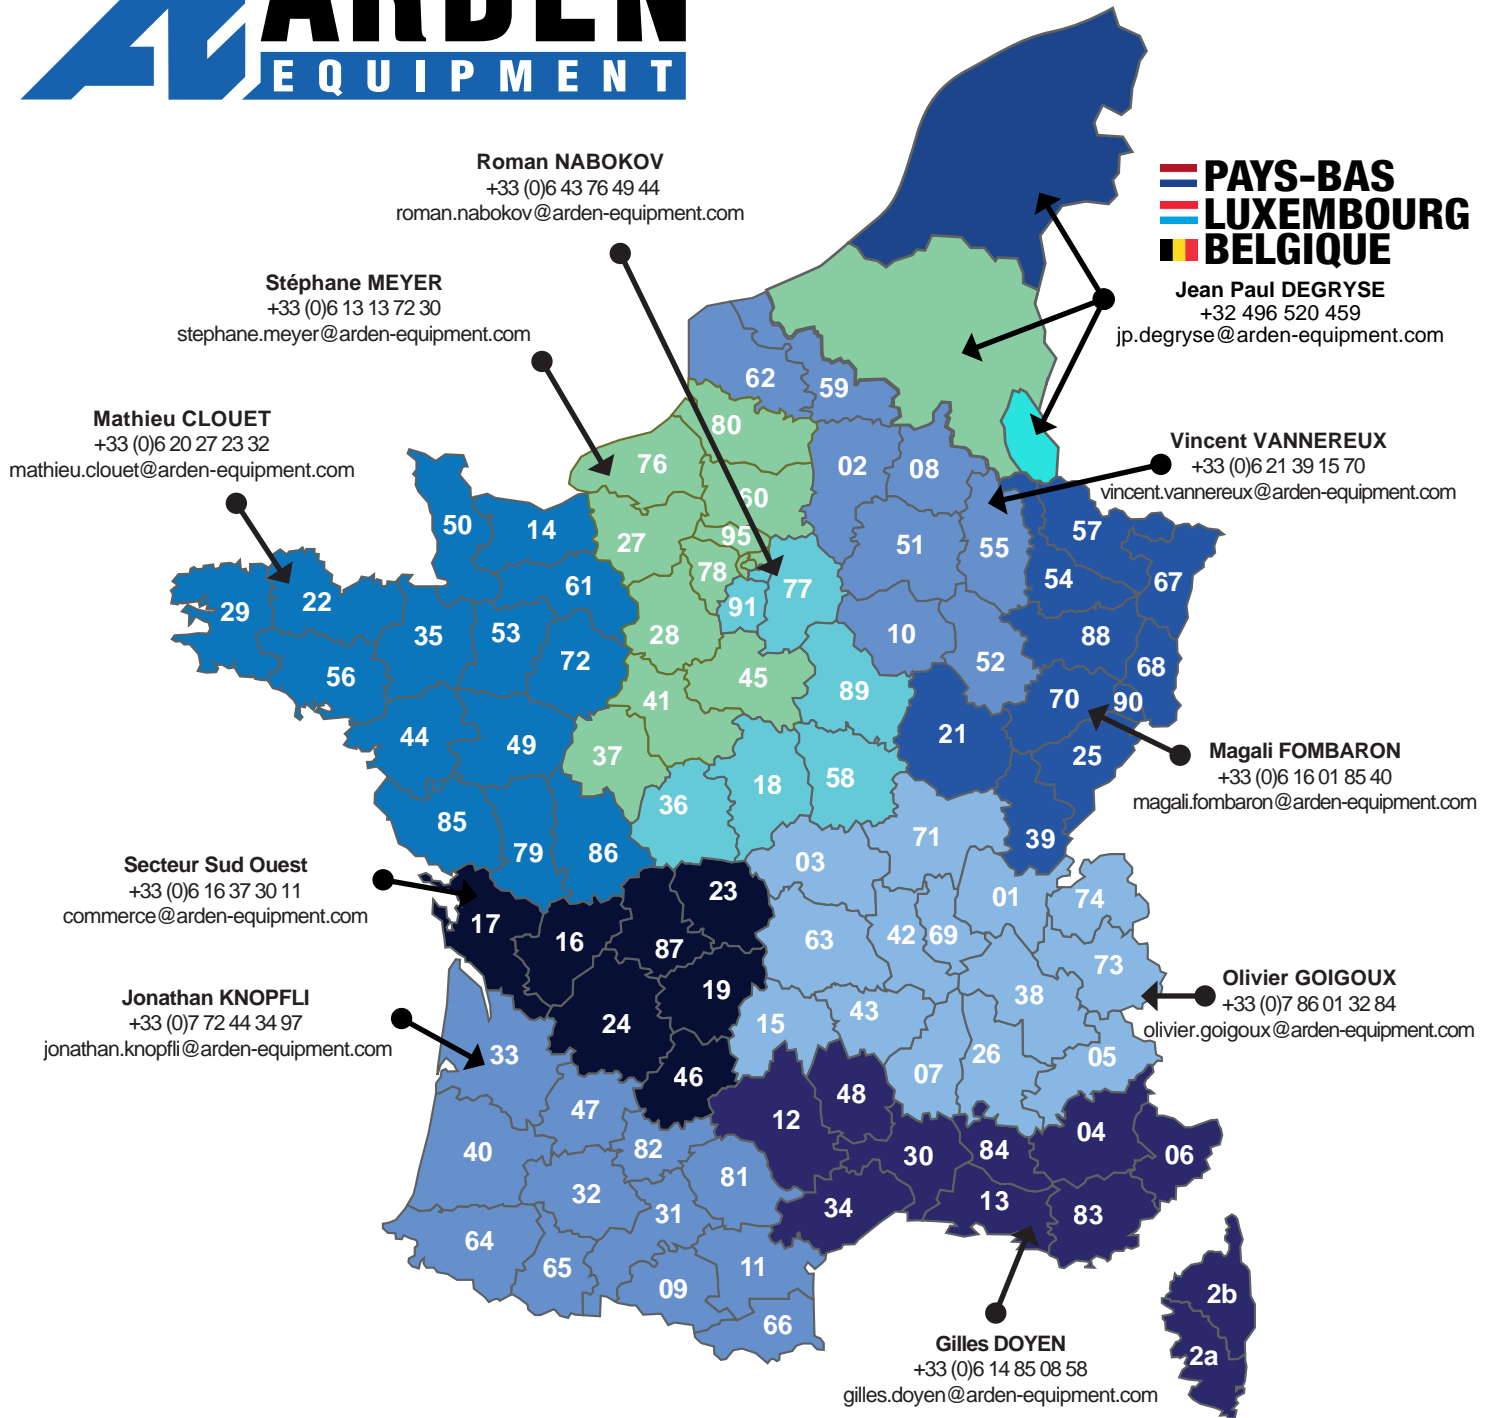 ARDEN
EQUIPMENT
Roman NABOKOV
+33 (0)6 43 76 49 44
roman.nabokov@arden-equipment.com
PAYS-BAS
LUXEMBOURG
BELGIQUE
Jean Paul DEGRYSE
+32 496 520 459
jp.degryse@arden-equipment.com
Stéphane MEYER
+33 (0)6 13 13 72 30
stephane.meyer@arden-equipment.com
Mathieu CLOUET
+33 (0)6 20 27 23 32
mathieu.clouet@arden-equipment.com
Vincent VANNEREUX
+33 (0)6 21 39 15 70
vincent.vannereux@arden-equipment.com
Magali FOMBARON
+33 (0)6 16 01 85 40
magali.fombaron@arden-equipment.com
Secteur Sud Ouest
+33 (0)6 16 37 30 11
commerce@arden-equipment.com
Olivier GOIGOUX
+33 (0)7 86 01 32 84
olivier.goigoux@arden-equipment.com
Jonathan KNOPFLI
+33 (0)7 72 44 34 97
jonathan.knopfli@arden-equipment.com
Gilles DOYEN
+33 (0)6 14 85 08 58
gilles.doyen@arden-equipment.com
62
59
80
76
02
08
60
50
14
27
95
51
55
57
78
77
54
67
61
91
29
22
35
53
28
10
88
72
52
68
56
45
89
41
70
90
44
49
37
21
25
18
58
36
85
79
86
71
39
03
23
01
74
17
16
87
63
42
69
73
19
38
24
15
43
33
26
05
07
46
48
47
12
04
40
82
30
84
06
81
32
34
13
83
31
64
65
09
11
66
2b
2a